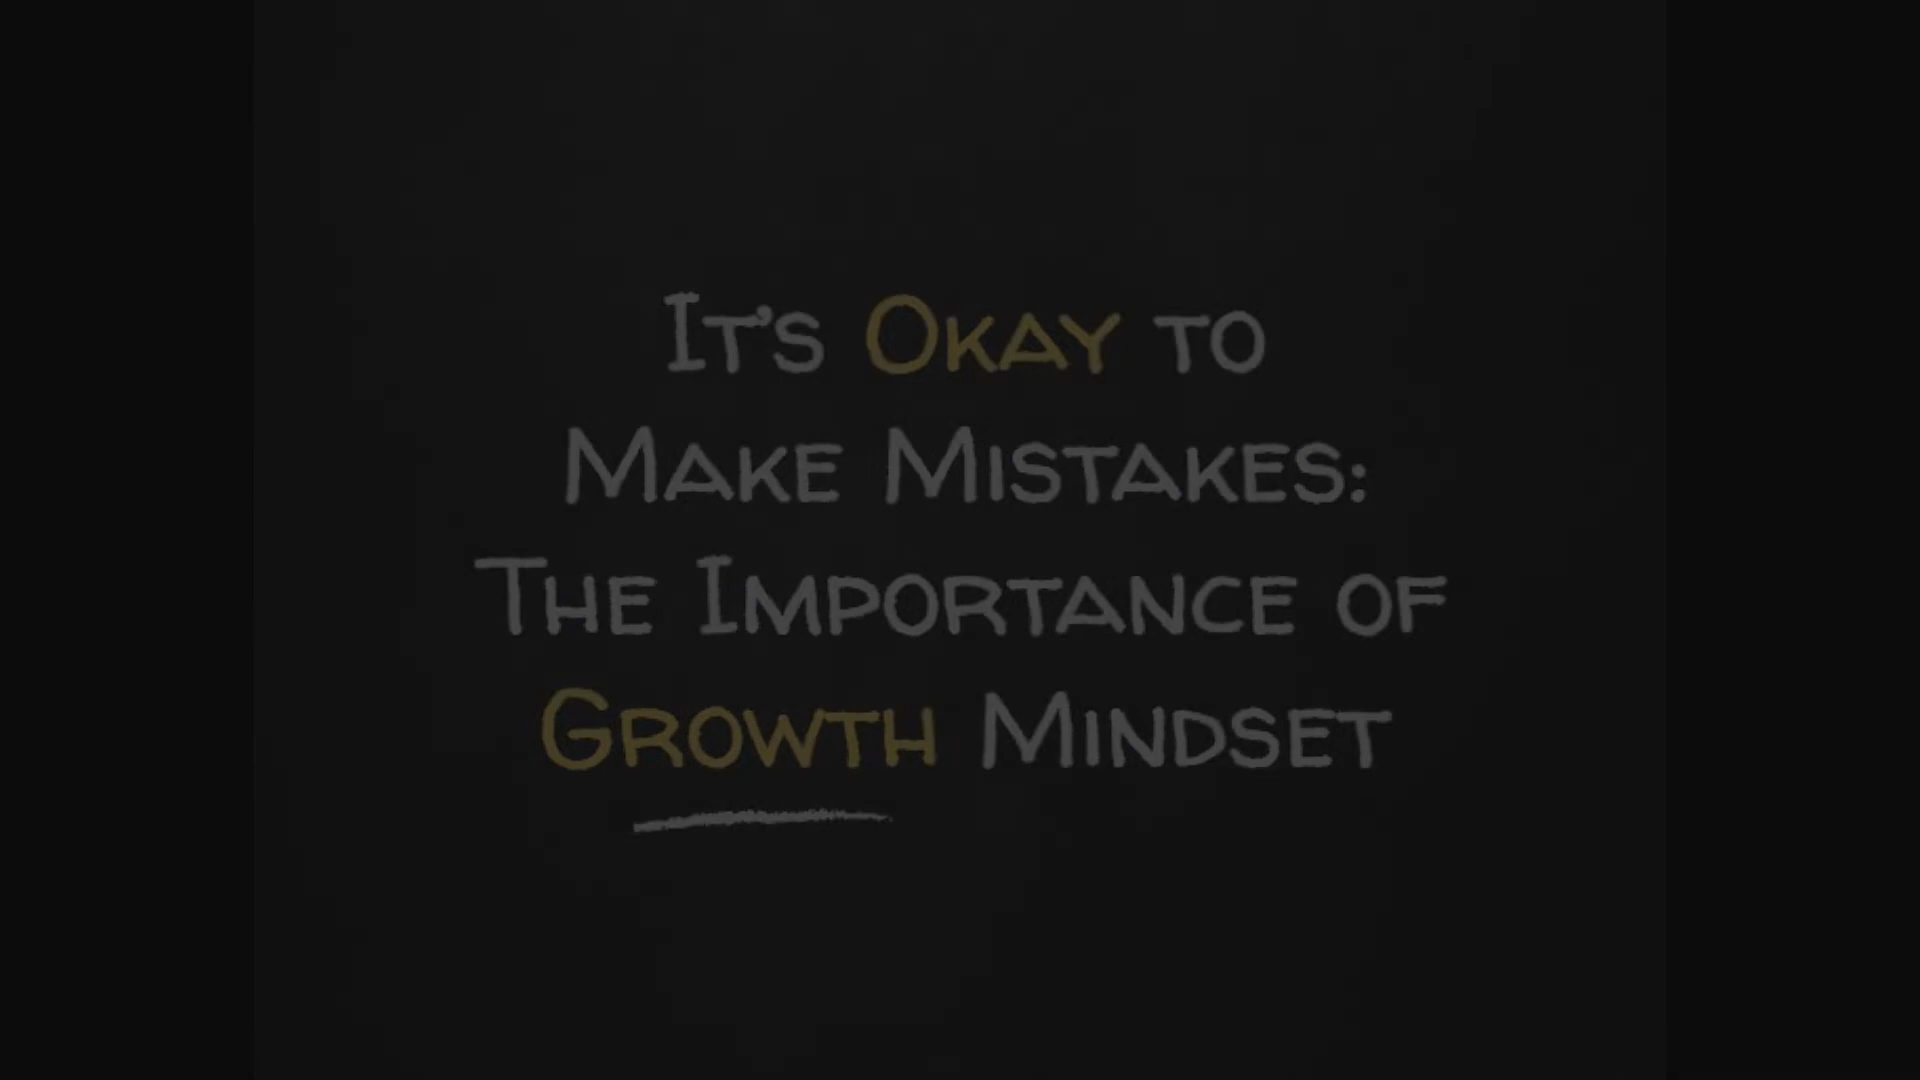 It's Okay to
Make Mistakes:
The Importance of
Growth Mindset